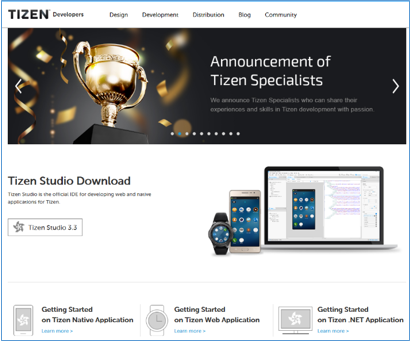 TIZEN™ Developers Design Development Distribution Blog Community
Announcement of
Tizen Specialists
We announce Tizen Specialists who can share their
experiences and skills in Tizen development with passion.
Tizen Studio Download
Tizen Studio is the official IDE for developing web and native
applications for Tizen.
Tizen Studio 3.3
Getting Started
on Tizen Native Application
Learn more >
Getting Started
on Tizen Web Application
Learn more >
Getting Started
on Tizen .NET Application
Learn more >